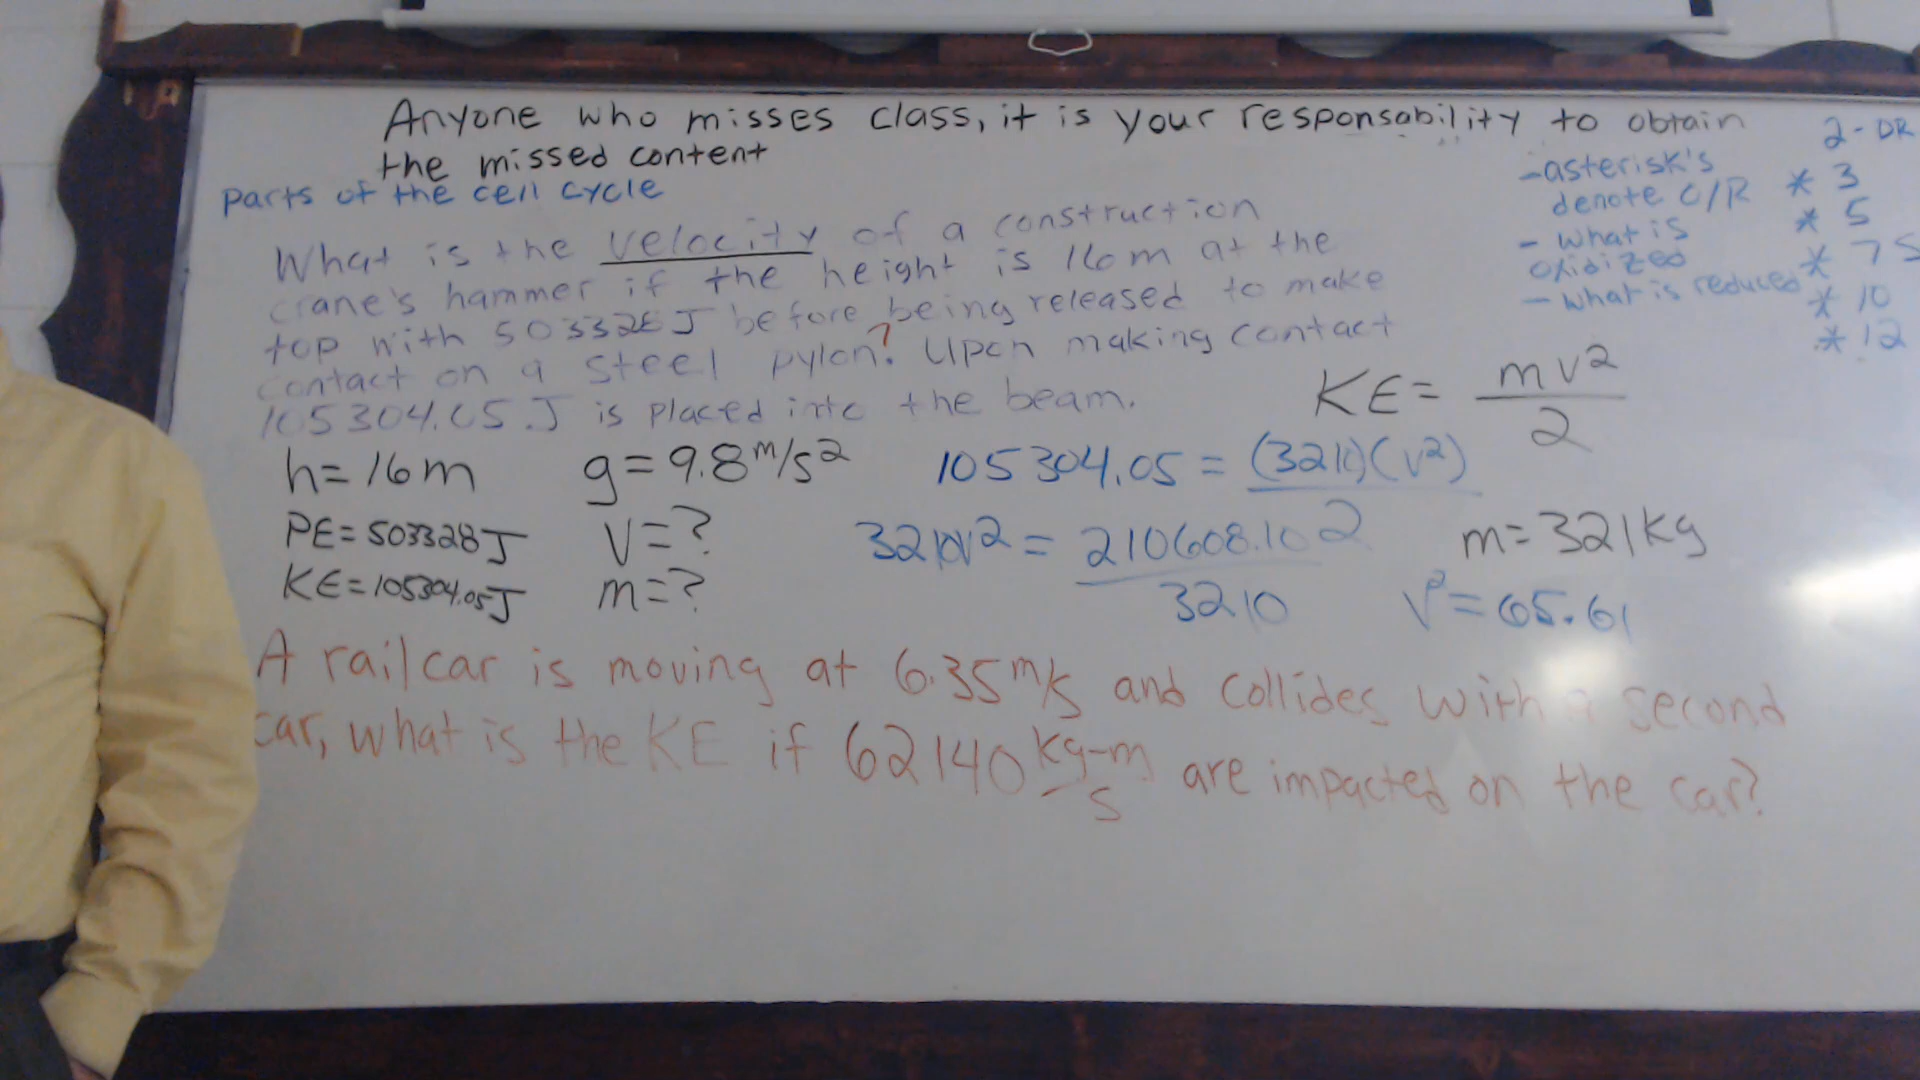 Anyone who misses class, it is your responsability to obtain
the missed content
parts of the cell cycle
What is the velocity of a construction
crane's hammer if the height is 16m at the
top with 503328J before being released to make
contact on a steel pylon? Upon making contact
105304.05J is placed into the beam.
2-DR
-asterisk's
denote O/R
- what is
oxidized
- what is reduced
* 3
* 5
* 7 S
* 10
* 12
KE= mv²
2
h=16m g=9.8 m/s²
PE=503328J V=?
KE=105304.05J m=?
105304.05 = (3210)(v²)
2
3210v² = 210608.10
3210
m=321kg
v²=65.61
A railcar is moving at 6.35 m/s and collides with a second
car, what is the KE if 62140 kg-m are impacted on the car?
s